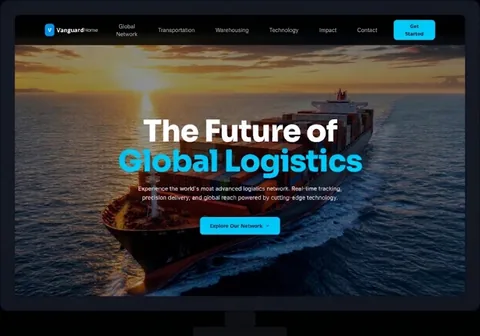 V Vanguard Home Global Network Transportation Warehousing Technology Impact Contact Get Started
The Future of
Global Logistics
Experience the world's most advanced logistics network. Real-time tracking,
precision delivery, and global reach powered by cutting-edge technology.
Explore Our Network →